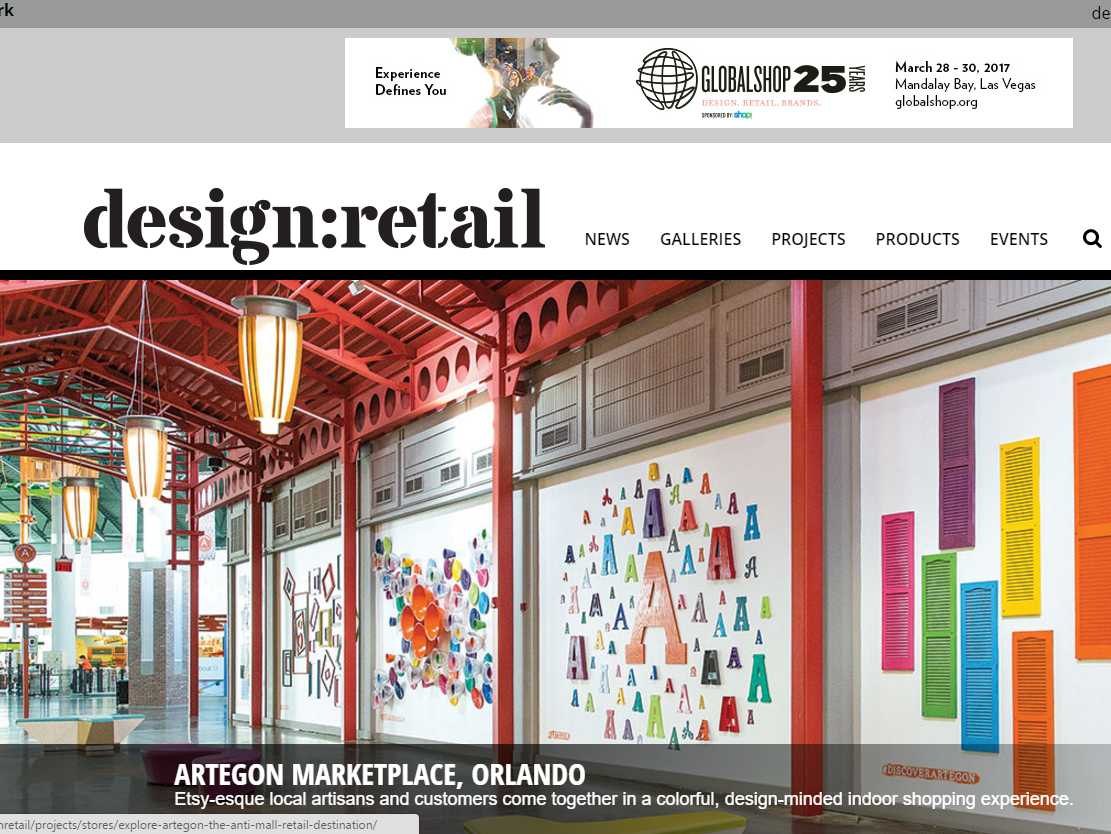 rk
de
Experience
Defines You
GLOBALSHOP 25 YEARS
DESIGN. RETAIL. BRANDS.
SPONSORED BY: shop!
March 28 - 30, 2017
Mandalay Bay, Las Vegas
globalshop.org
design:retail
NEWS GALLERIES PROJECTS PRODUCTS EVENTS
A
#DISCOVERARTEGON
ARTEGON MARKETPLACE, ORLANDO
Etsy-esque local artisans and customers come together in a colorful, design-minded indoor shopping experience.
nretail/projects/stores/explore-artegon-the-anti-mall-retail-destination/